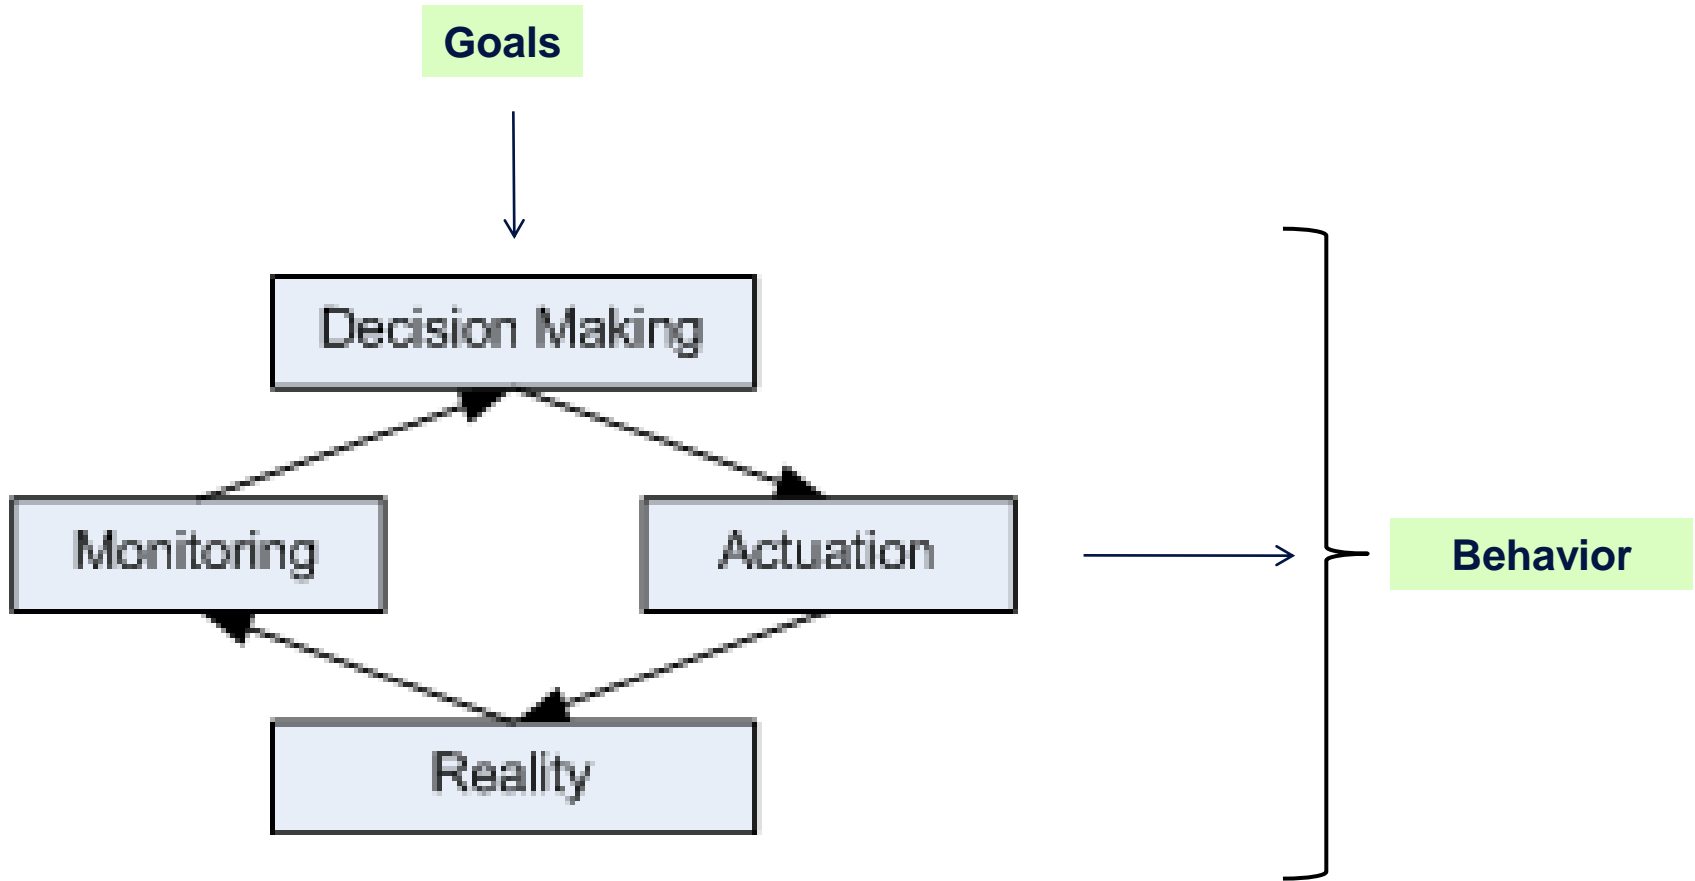 Goals
Decision Making
Monitoring
Actuation
Behavior
Reality